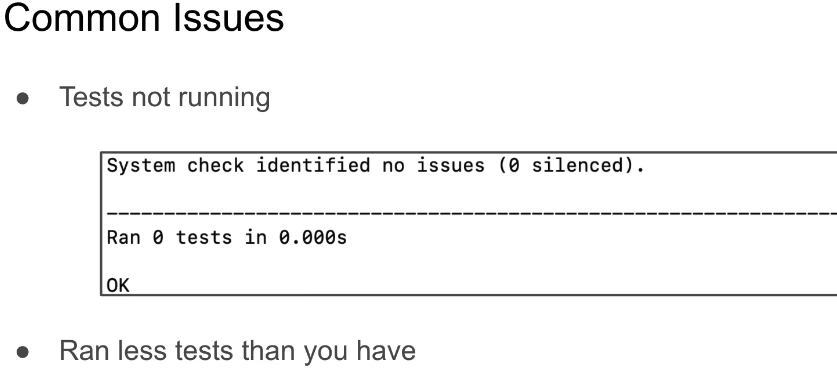 Common Issues
● Tests not running
System check identified no issues (0 silenced).
----------------------------------------------------------------
Ran 0 tests in 0.000s
OK
● Ran less tests than you have